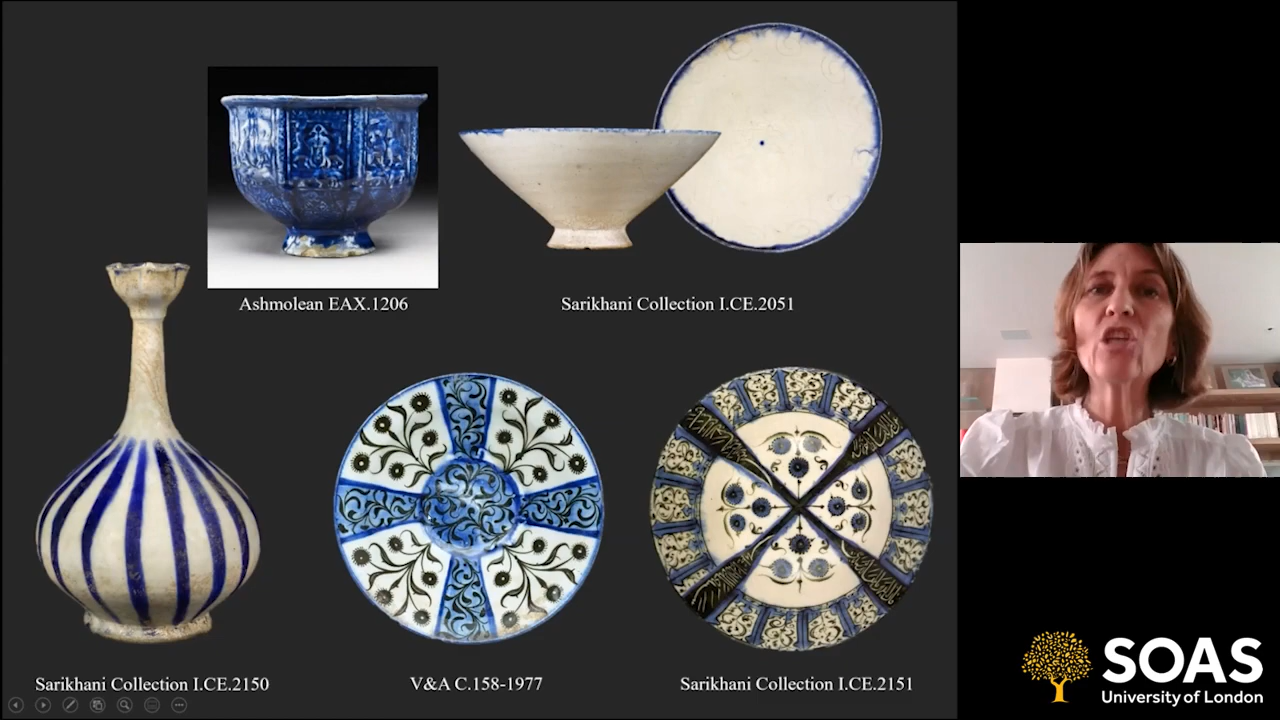 Ashmolean EAX.1206
Sarikhani Collection I.CE.2051
Sarikhani Collection I.CE.2150
V&A C.158-1977
Sarikhani Collection I.CE.2151
SOAS
University of London